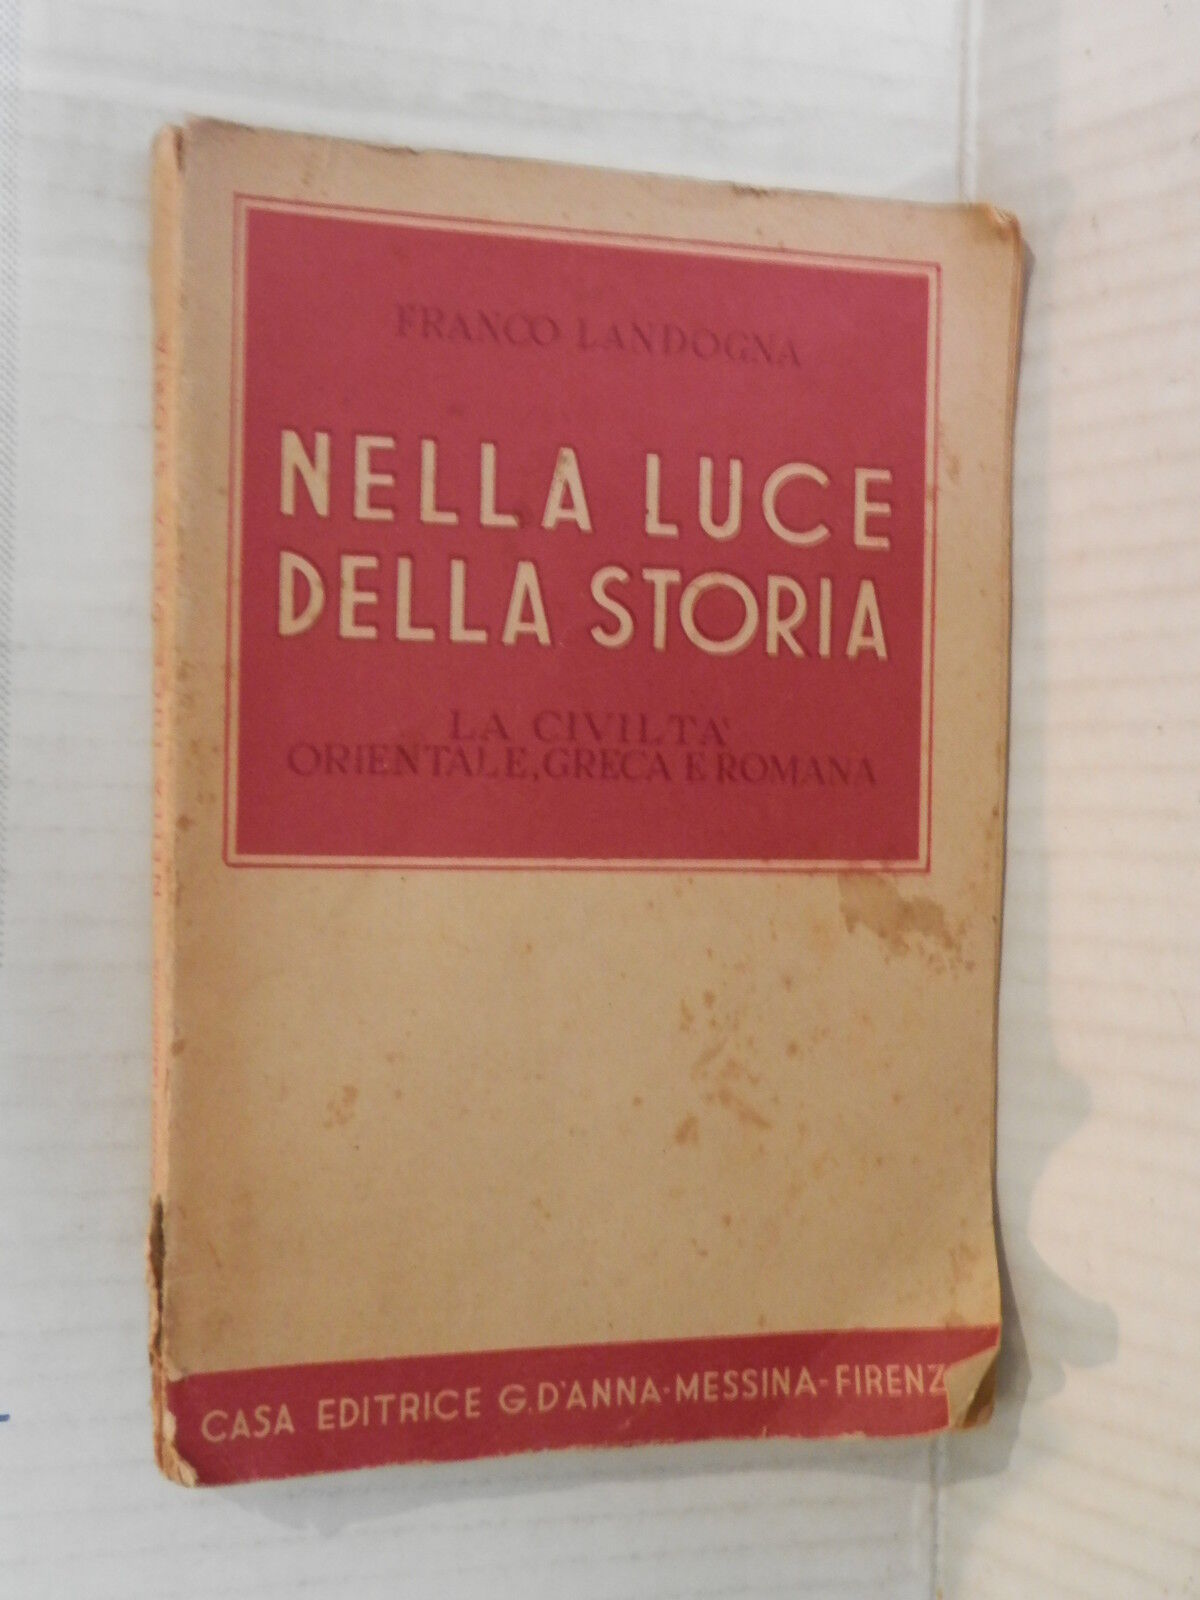 FRANCO LANDOGNA
NELLA LUCE
DELLA STORIA
LA CIVILTA'
ORIENTALE, GRECA E ROMANA
CASA EDITRICE G. D'ANNA-MESSINA-FIRENZ